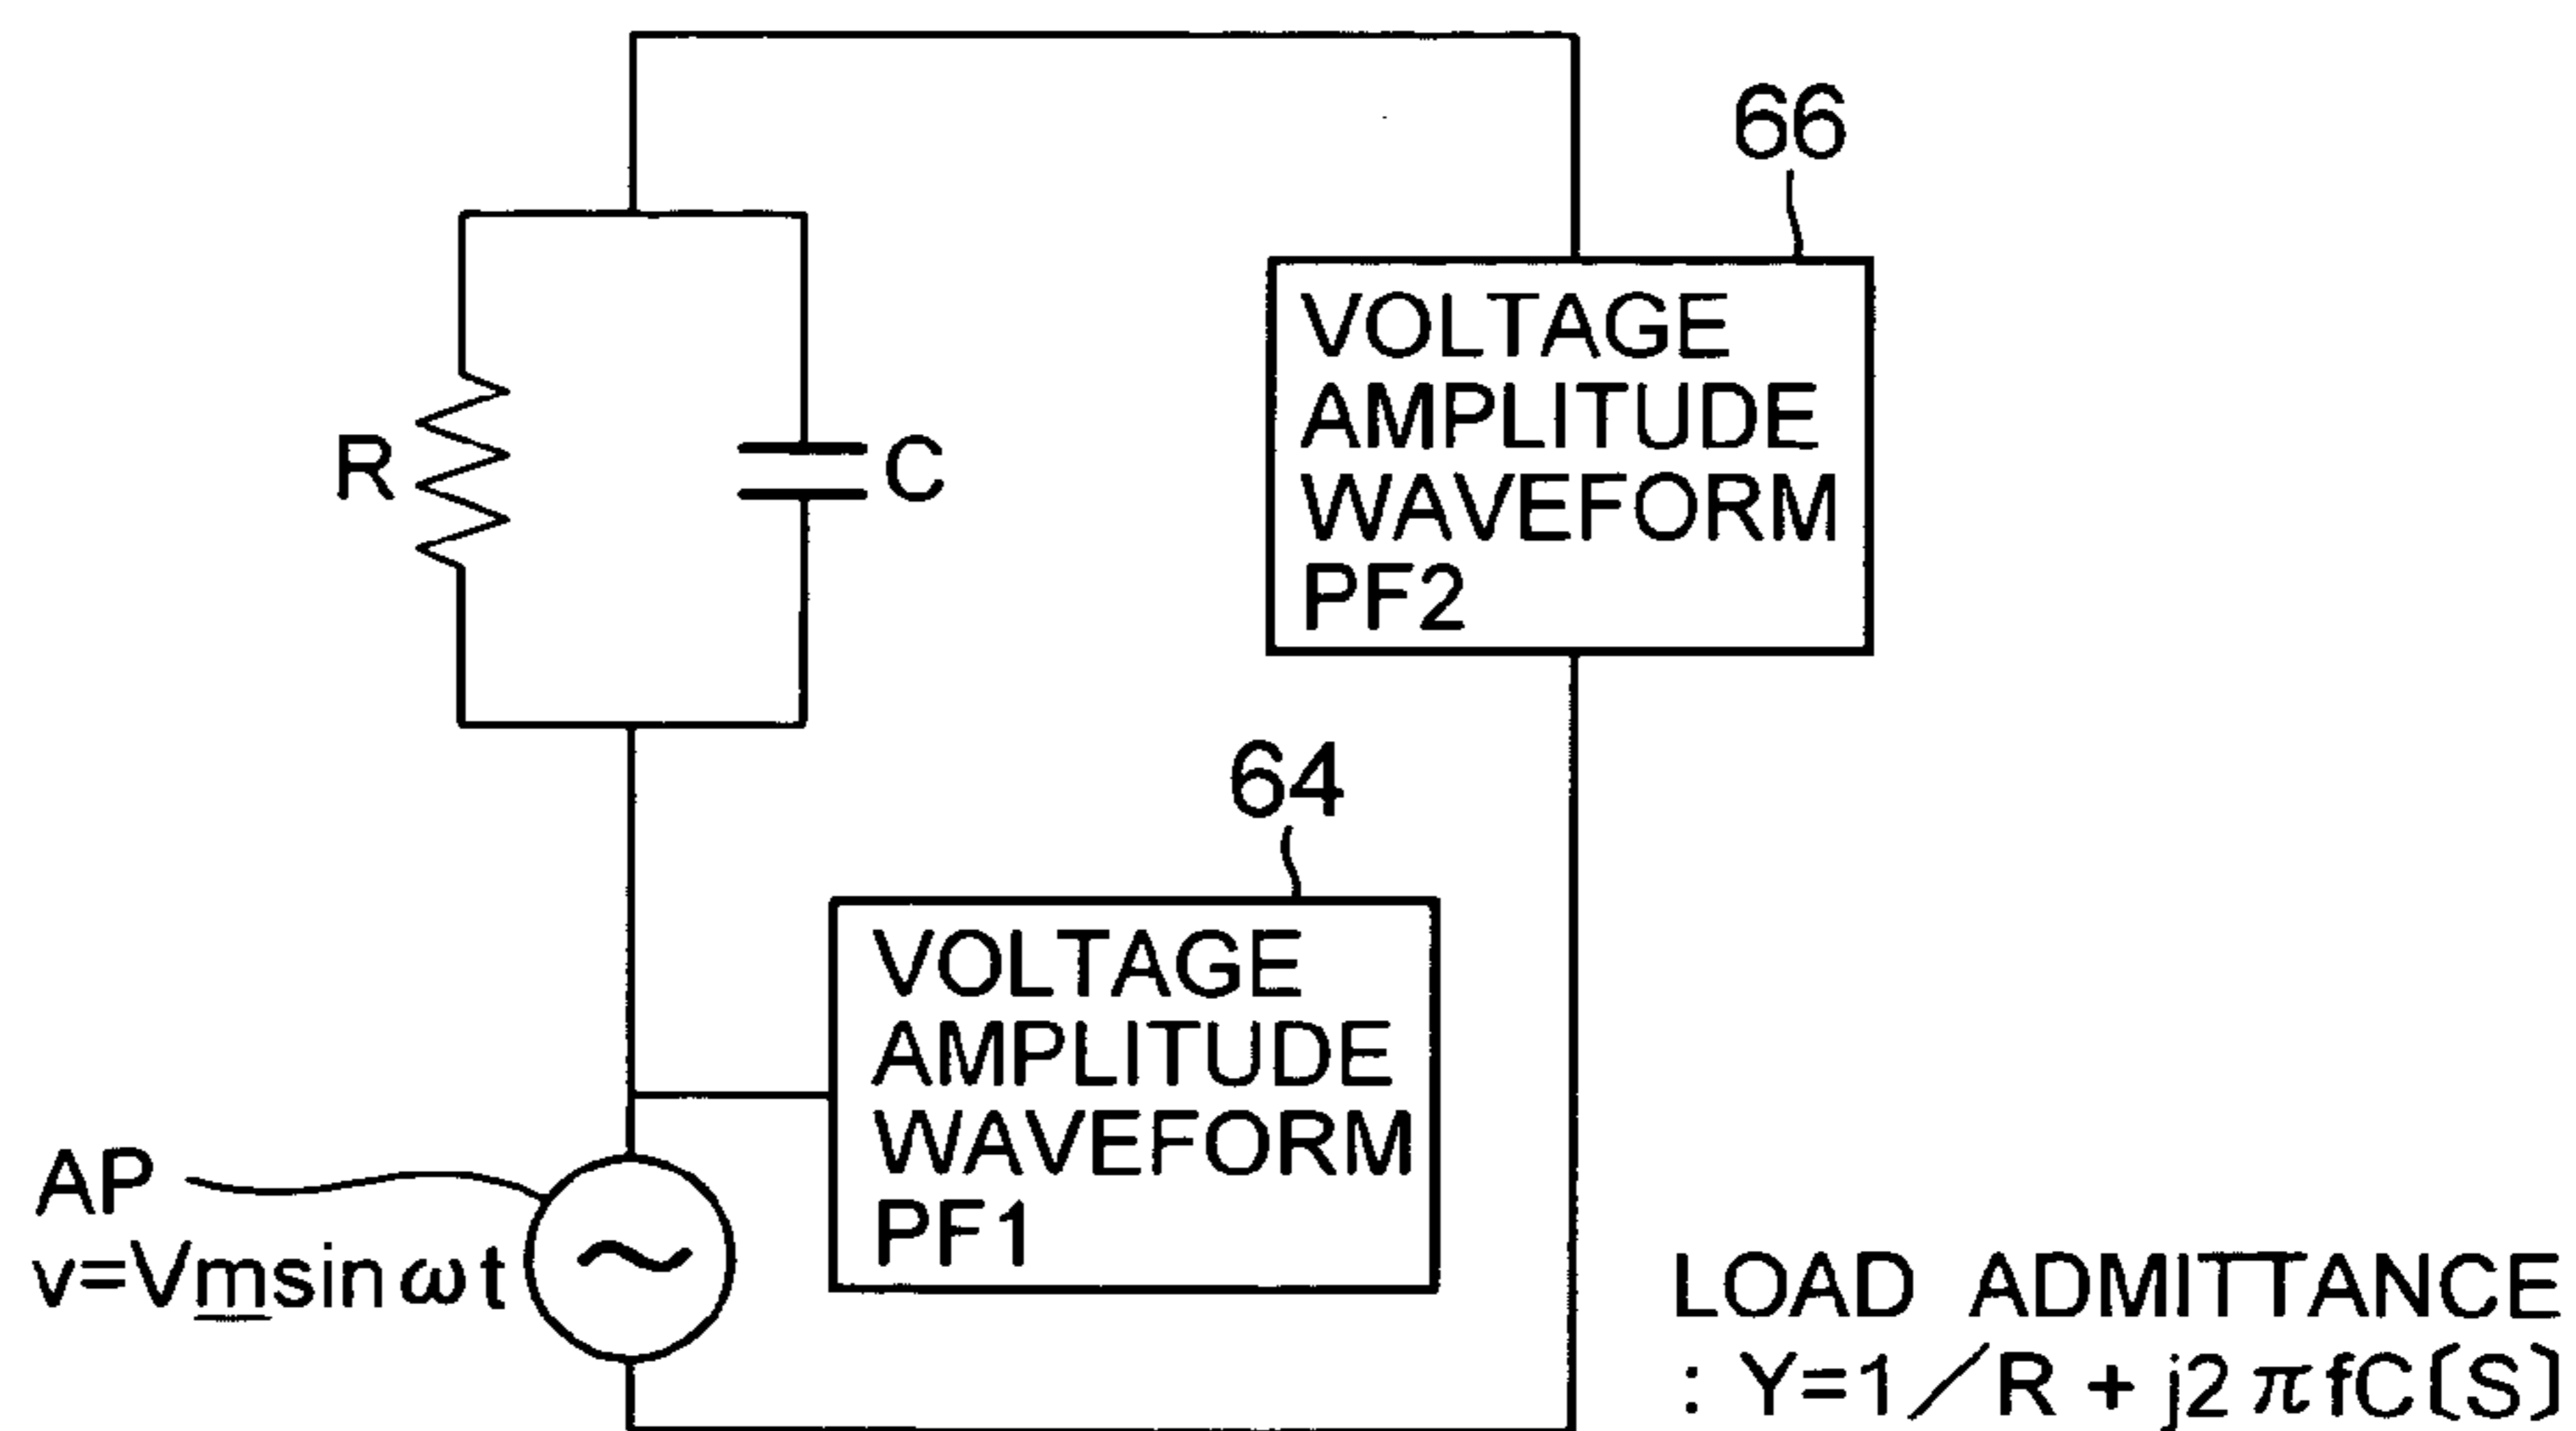 66
VOLTAGE
AMPLITUDE
WAVEFORM
PF2
R
C
64
VOLTAGE
AMPLITUDE
WAVEFORM
PF1
AP
v=Vmsinωt
LOAD ADMITTANCE
: Y=1/R + j2πfC〔S〕